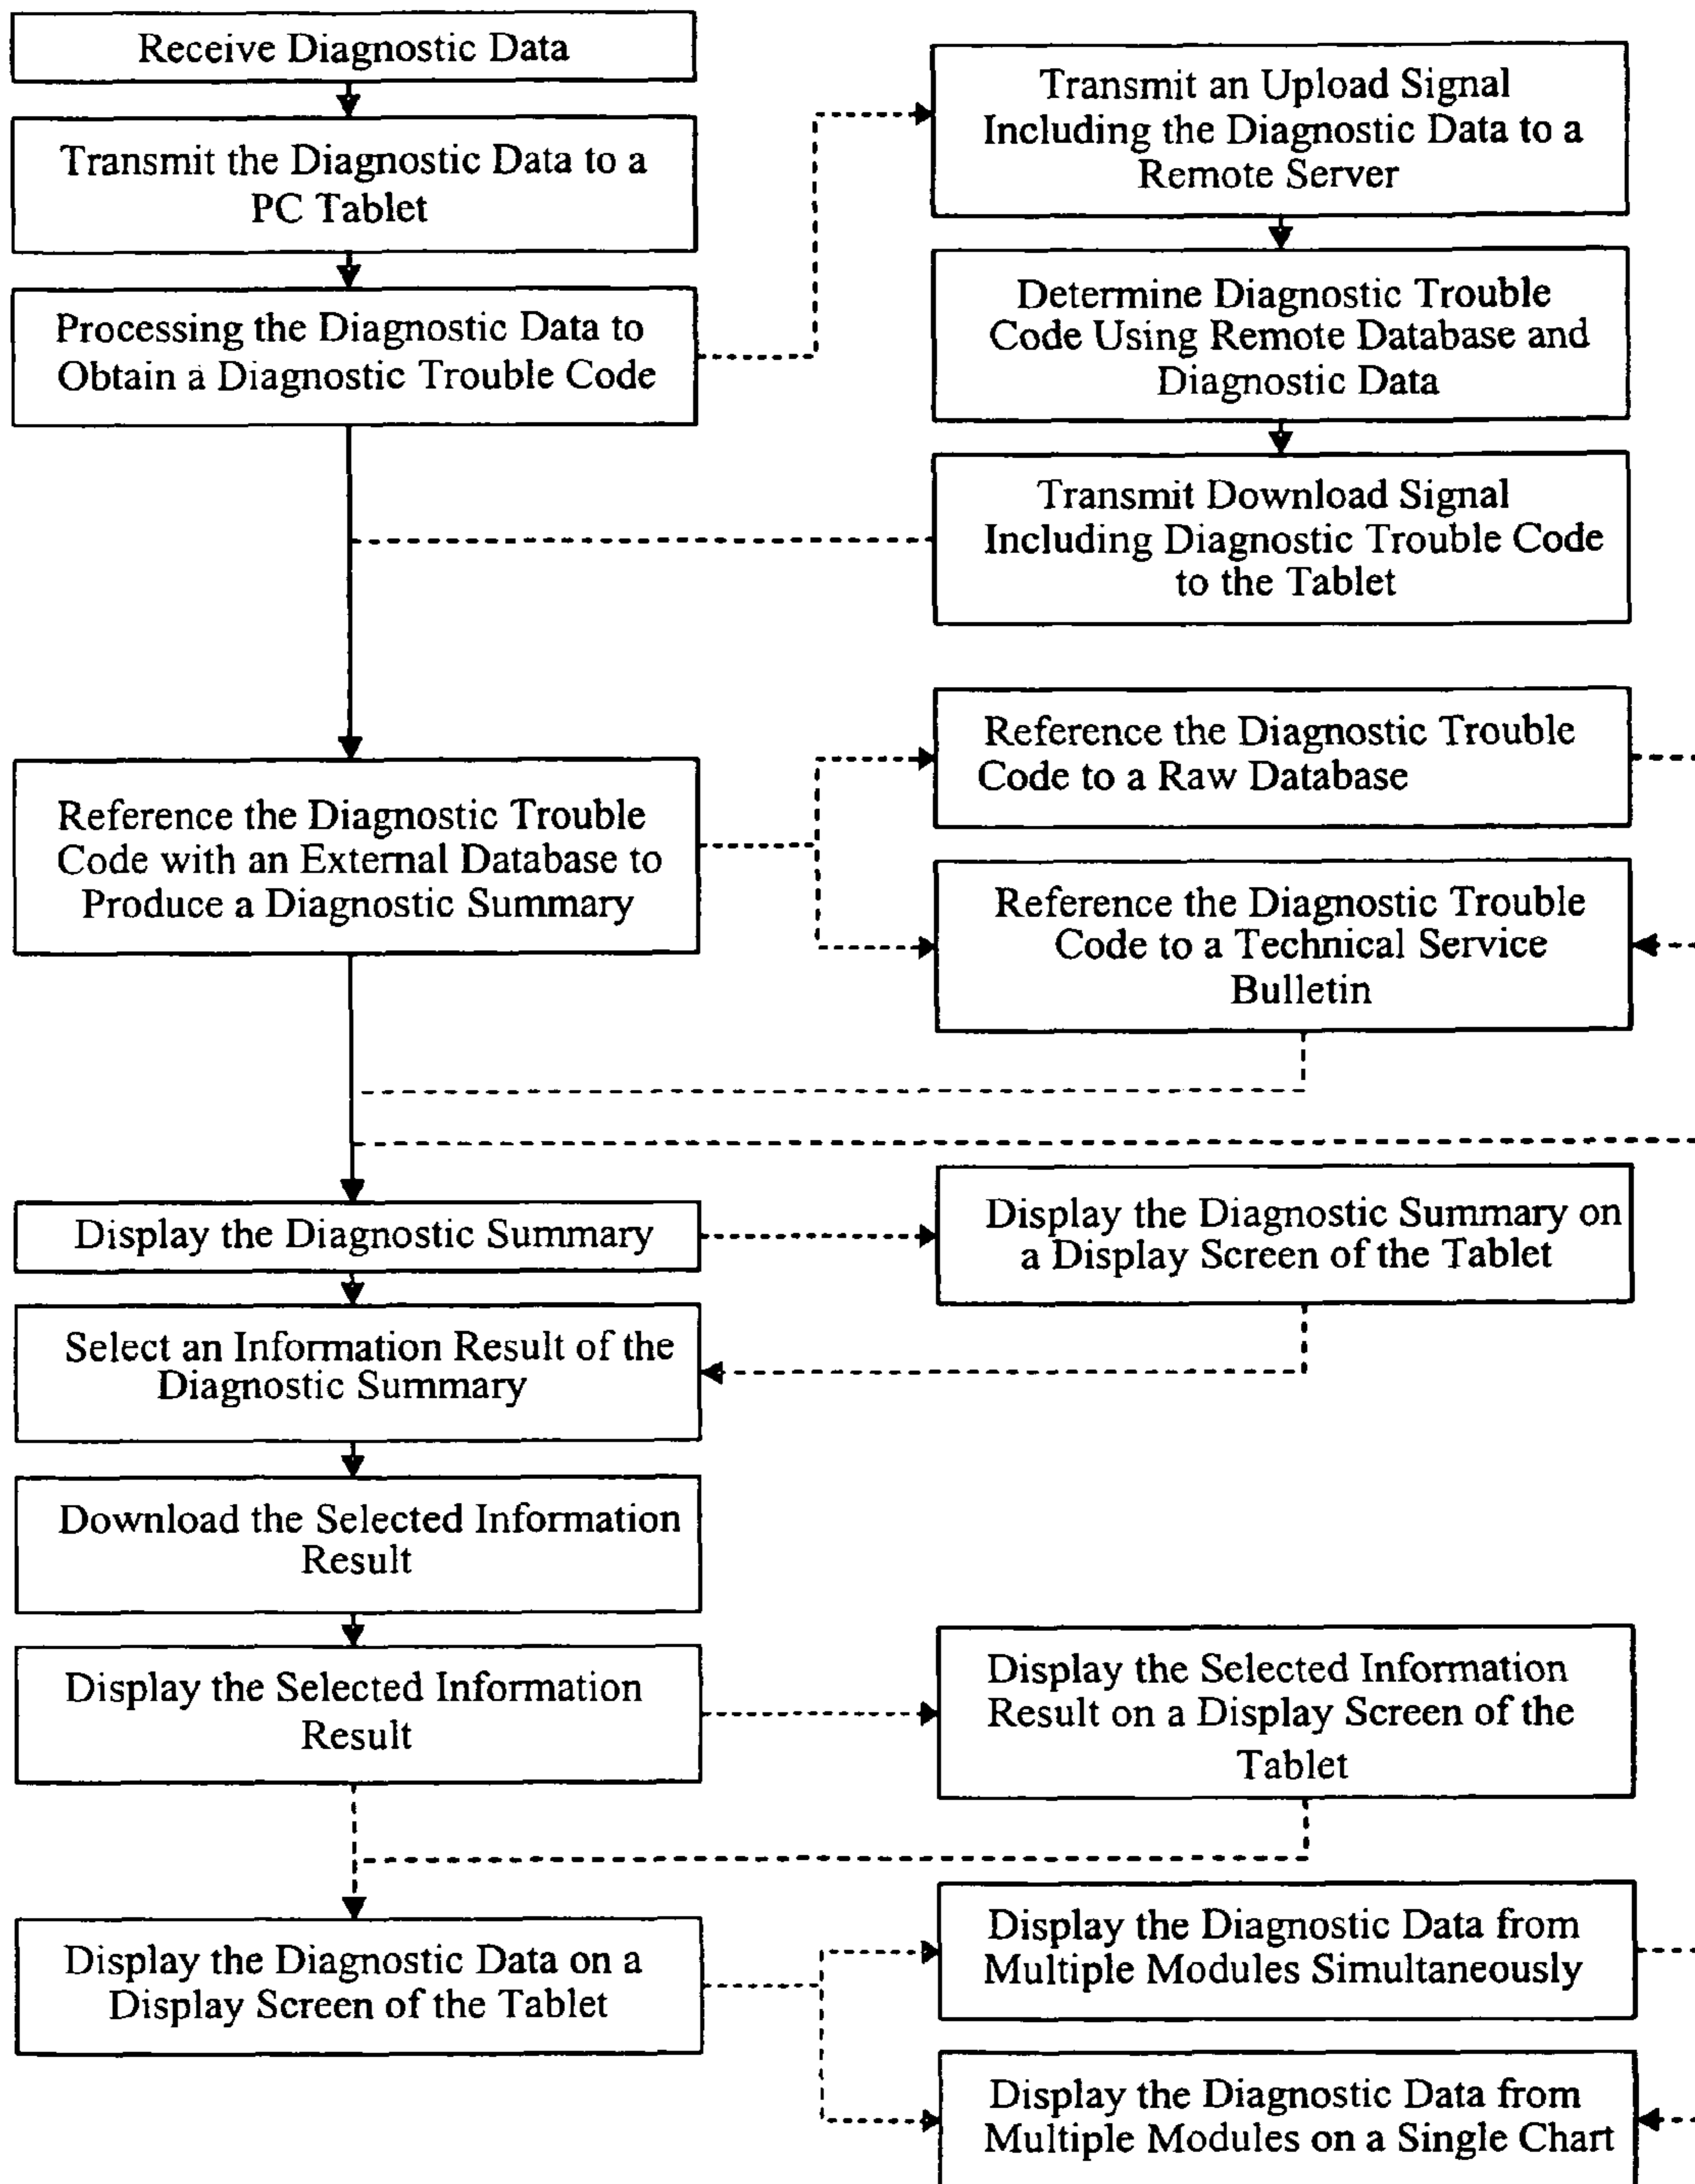 Receive Diagnostic Data
Transmit the Diagnostic Data to a
PC Tablet
Processing the Diagnostic Data to
Obtain a Diagnostic Trouble Code
Transmit an Upload Signal
Including the Diagnostic Data to a
Remote Server
Determine Diagnostic Trouble
Code Using Remote Database and
Diagnostic Data
Transmit Download Signal
Including Diagnostic Trouble Code
to the Tablet
Reference the Diagnostic Trouble
Code with an External Database to
Produce a Diagnostic Summary
Reference the Diagnostic Trouble
Code to a Raw Database
Reference the Diagnostic Trouble
Code to a Technical Service
Bulletin
Display the Diagnostic Summary
Display the Diagnostic Summary on
a Display Screen of the Tablet
Select an Information Result of the
Diagnostic Summary
Download the Selected Information
Result
Display the Selected Information
Result
Display the Selected Information
Result on a Display Screen of the
Tablet
Display the Diagnostic Data on a
Display Screen of the Tablet
Display the Diagnostic Data from
Multiple Modules Simultaneously
Display the Diagnostic Data from
Multiple Modules on a Single Chart